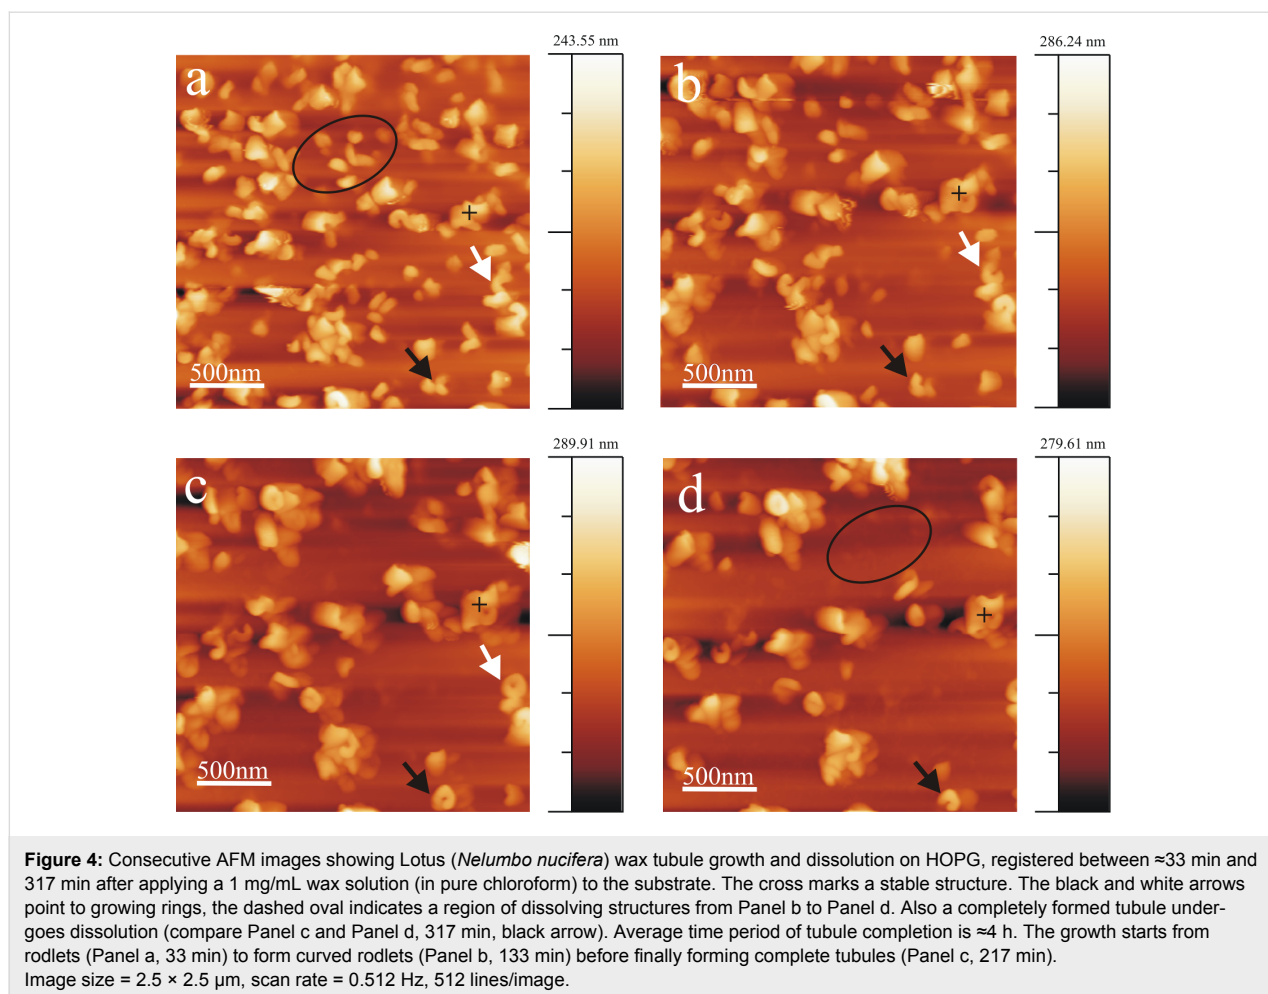 243.55 nm
286.24 nm
a
b
500nm
500nm
289.91 nm
279.61 nm
c
d
500nm
500nm
Figure 4: Consecutive AFM images showing Lotus (Nelumbo nucifera) wax tubule growth and dissolution on HOPG, registered between ≈33 min and
317 min after applying a 1 mg/mL wax solution (in pure chloroform) to the substrate. The cross marks a stable structure. The black and white arrows
point to growing rings, the dashed oval indicates a region of dissolving structures from Panel b to Panel d. Also a completely formed tubule under-
goes dissolution (compare Panel c and Panel d, 317 min, black arrow). Average time period of tubule completion is ≈4 h. The growth starts from
rodlets (Panel a, 33 min) to form curved rodlets (Panel b, 133 min) before finally forming complete tubules (Panel c, 217 min).
Image size = 2.5 × 2.5 µm, scan rate = 0.512 Hz, 512 lines/image.